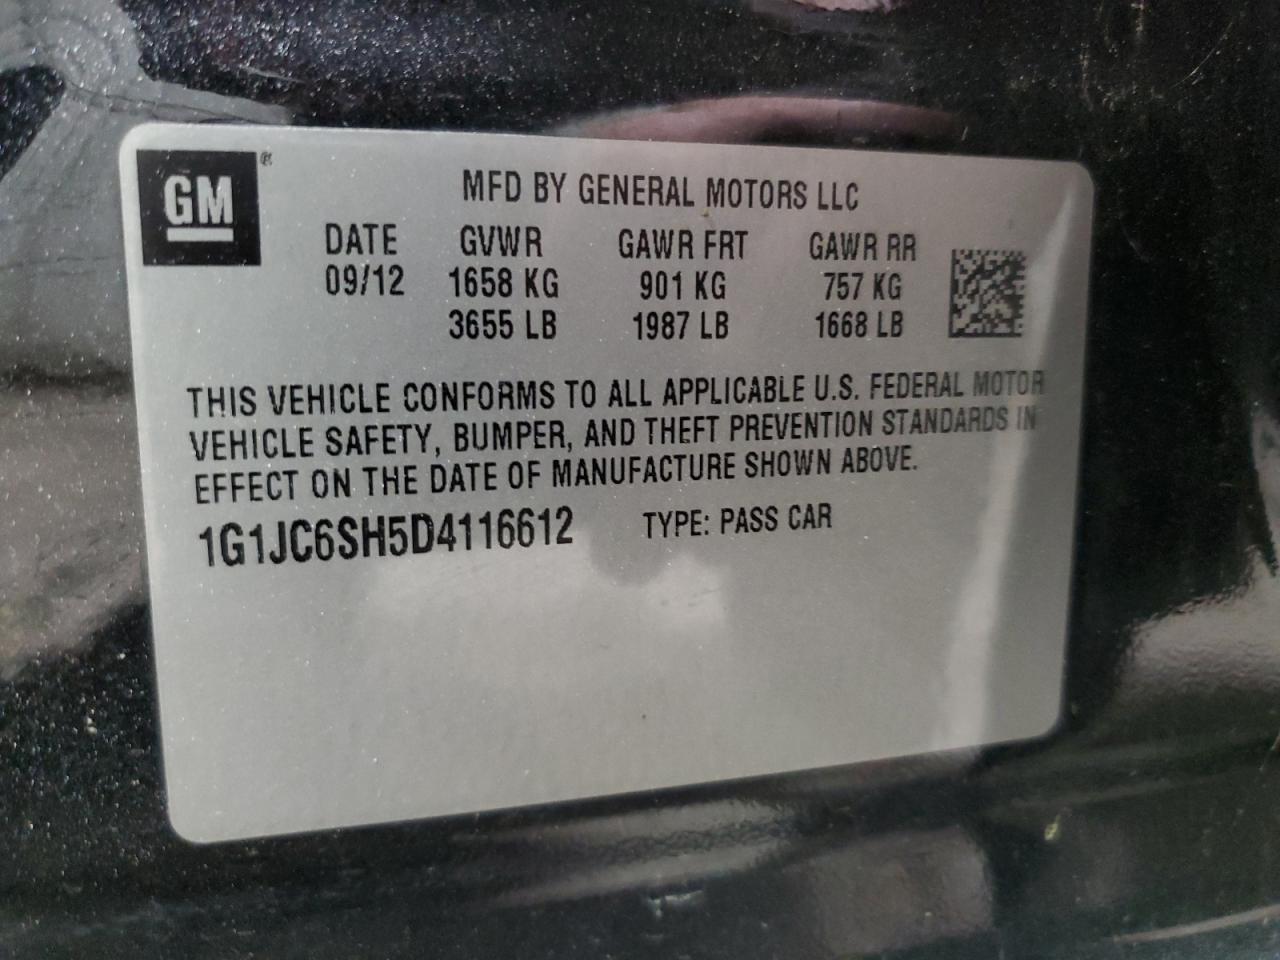 GM®
MFD BY GENERAL MOTORS LLC
DATE GVWR GAWR FRT GAWR RR
09/12 1658 KG 901 KG 757 KG
3655 LB 1987 LB 1668 LB
THIS VEHICLE CONFORMS TO ALL APPLICABLE U.S. FEDERAL MOTOR
VEHICLE SAFETY, BUMPER, AND THEFT PREVENTION STANDARDS IN
EFFECT ON THE DATE OF MANUFACTURE SHOWN ABOVE.
1G1JC6SH5D4116612 TYPE: PASS CAR